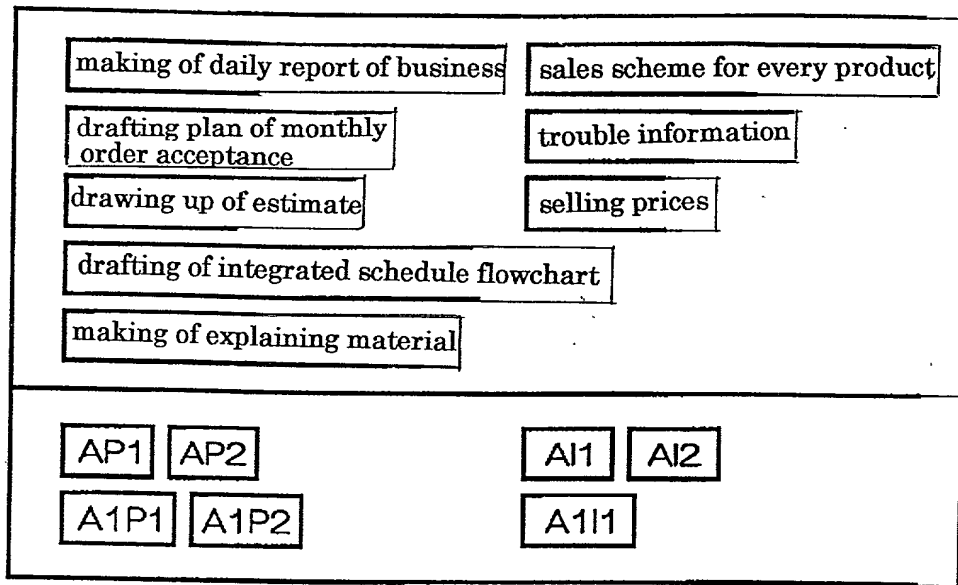 making of daily report of business
sales scheme for every product
drafting plan of monthly
order acceptance
trouble information
drawing up of estimate
selling prices
drafting of integrated schedule flowchart
making of explaining material
AP1 AP2 AI1 AI2
A1P1 A1P2 A1I1